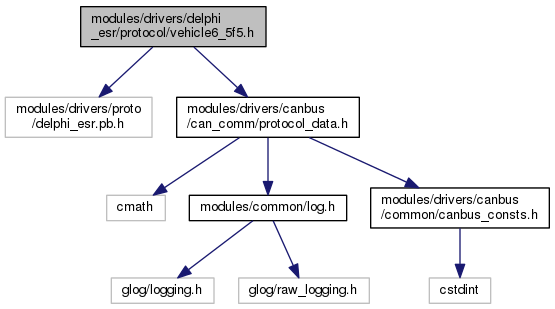 modules/drivers/delphi
_esr/protocol/vehicle6_5f5.h
modules/drivers/proto
/delphi_esr.pb.h
modules/drivers/canbus
/can_comm/protocol_data.h
cmath
modules/common/log.h
modules/drivers/canbus
/common/canbus_consts.h
glog/logging.h
glog/raw_logging.h
cstdint